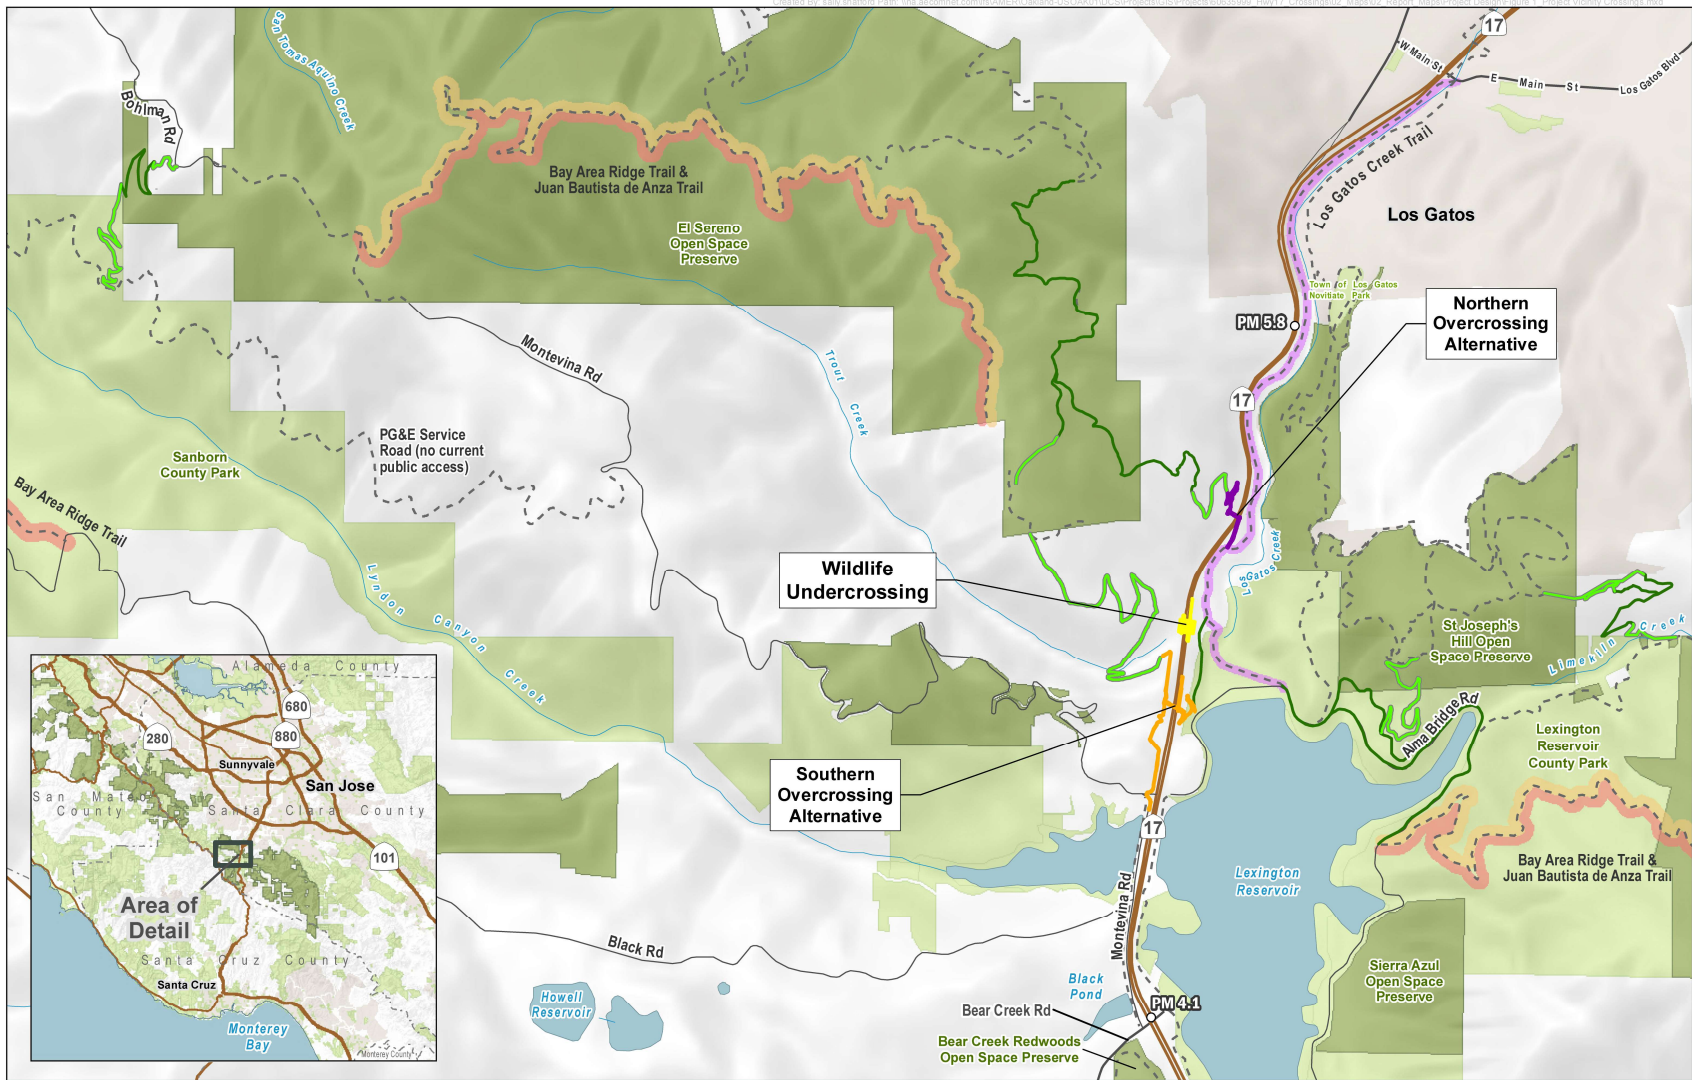 17
W Main St
E Main St
Los Gatos Blvd
San Tomas Aquino Creek
Bohlman Rd
Los Gatos Creek Trail
Bay Area Ridge Trail &
Juan Bautista de Anza Trail
Los Gatos
El Sereno
Open Space
Preserve
Town of Los Gatos
Novitiate Park
Northern
Overcrossing
Alternative
PM 5.8
Montevina Rd
Trout Creek
17
PG&E Service
Road (no current
public access)
Sanborn
County Park
Bay Area Ridge Trail
Los Gatos Creek
Wildlife
Undercrossing
Lyndon Canyon Creek
St Joseph's
Hill Open
Space Preserve
Limekiln Creek
Alma Bridge Rd
Lexington
Reservoir
County Park
Southern
Overcrossing
Alternative
17
Bay Area Ridge Trail &
Juan Bautista de Anza Trail
Lexington
Reservoir
Montevina Rd
Black Rd
Sierra Azul
Open Space
Preserve
Black
Pond
PM 4.1
Howell
Reservoir
Bear Creek Rd
Bear Creek Redwoods
Open Space Preserve
Alameda County
680
280
880
Sunnyvale
San Jose
San Mateo
County
Santa Clara County
101
Area of
Detail
Santa Cruz County
Santa Cruz
Monterey
Bay
Monterey County